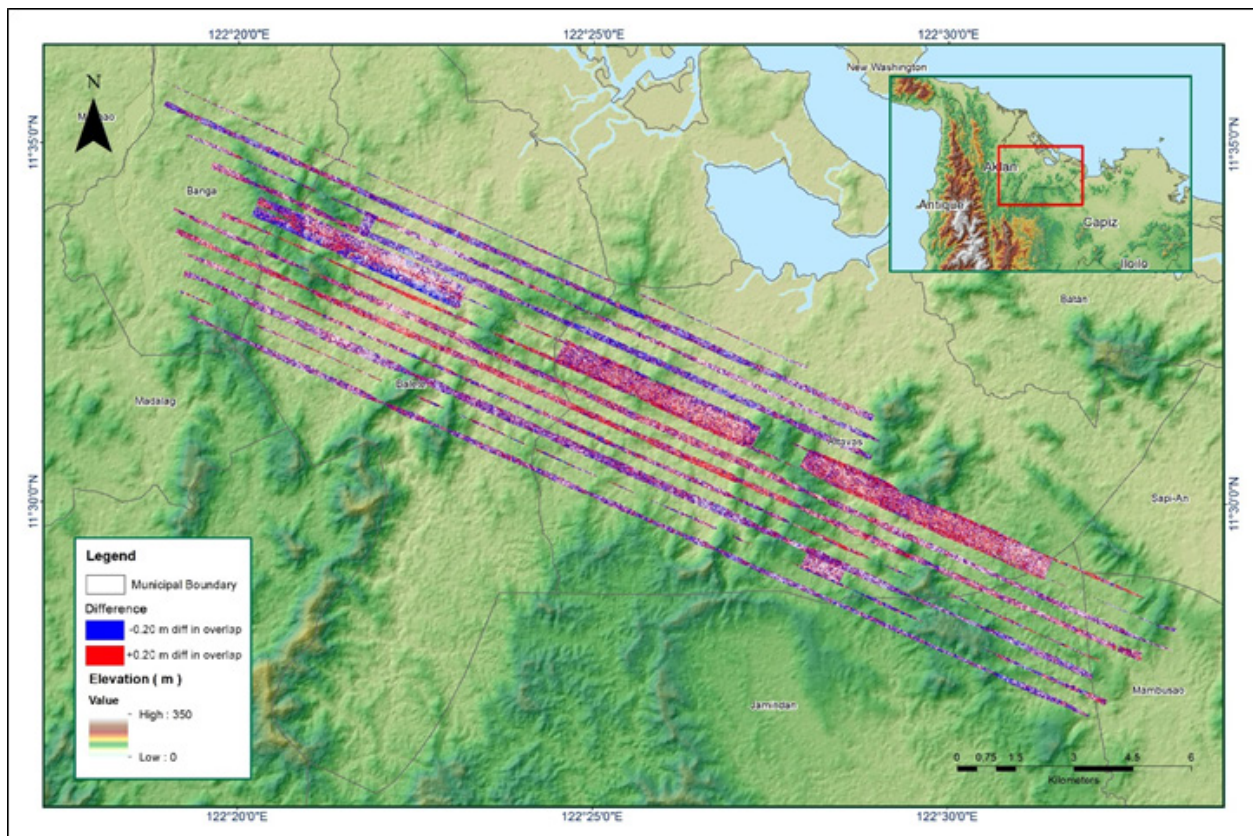 122°20'0"E
122°25'0"E
122°30'0"E
New Washington
N
11°35'0"N
11°35'0"N
Aklan
Banga
Antique
Capiz
Iloilo
Batan
Madalag
Altavas
11°30'0"N
11°30'0"N
Sapi-An
Legend
Municipal Boundary
Difference
-0.20 m diff in overlap
+0.20 m diff in overlap
Elevation ( m )
Value
High : 350
Low : 0
Mambusao
Jamindan
0 0.75 1.5 3 4.5 6
Kilometers
122°20'0"E
122°25'0"E
122°30'0"E